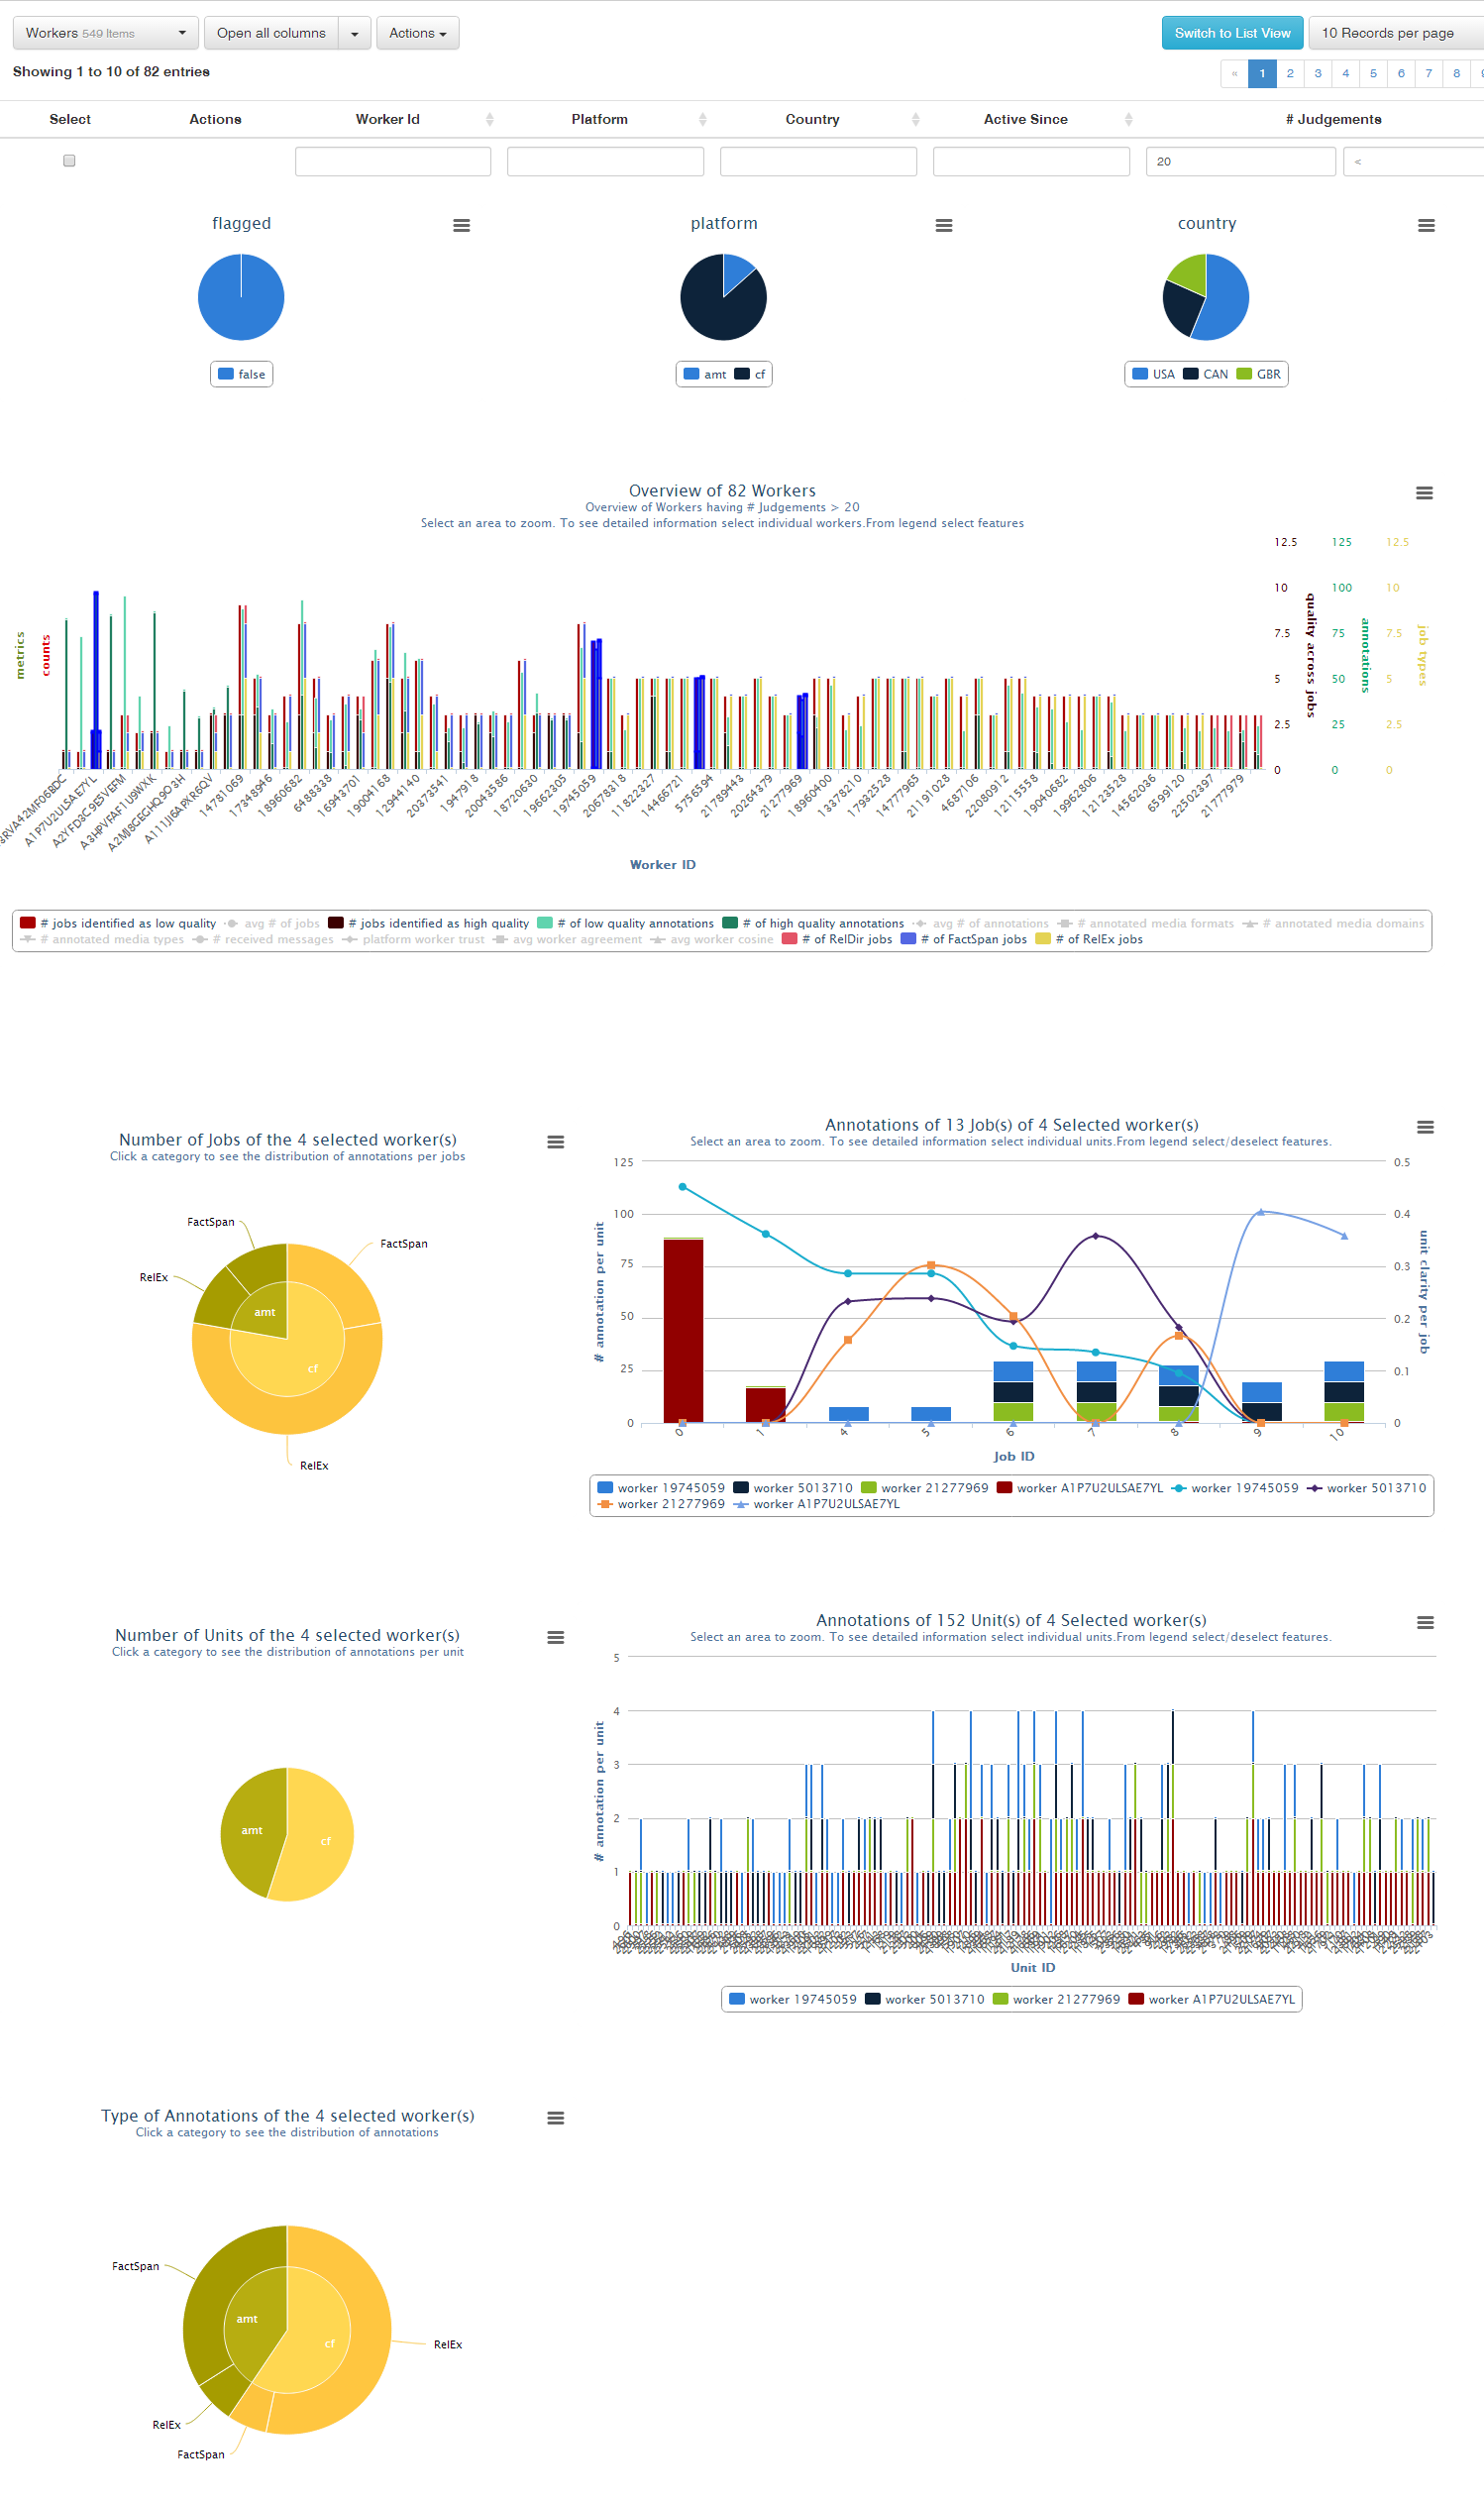 Workers 549 Items
Open all columns
Actions
Switch to List View
10 Records per page
Showing 1 to 10 of 82 entries
« 1 2 3 4 5 6 7 8
Select Actions Worker Id Platform Country Active Since # Judgements
20 <
flagged
false
platform
amt cf
country
USA CAN GBR
Overview of 82 Workers
Overview of Workers having # Judgements > 20
Select an area to zoom. To see detailed information select individual workers.From legend select features
metrics
counts
12.5 125 12.5
10 100 10
7.5 75 7.5
5 50 5
2.5 25 2.5
0 0 0
quality across jobs
annotations
job types
A1P7U2ULSAE7YL A2YFD3C9E5VEFM A3HPVFAF1U9WXK A2MJ8GEGHQ9O3H A111JI6APXR6QV 14781069 17348946 18960682 6488338 16943701 19004168 12944140 20373541 1947918 20043586 18720630 19662305 19745059 20678318 11822327 14466721 5756594 21789443 20264379 21277969 18960400 13378210 17932528 14777965 21191028 4687106 22080912 12115558 19040682 19962806 12123528 14562036 6599120 22502397 21777979
Worker ID
# jobs identified as low quality avg # of jobs # jobs identified as high quality # of low quality annotations # of high quality annotations avg # of annotations # annotated media formats # annotated media domains
# annotated media types # received messages platform worker trust avg worker agreement avg worker cosine # of RelDir jobs # of FactSpan jobs # of RelEx jobs
Number of Jobs of the 4 selected worker(s)
Click a category to see the distribution of annotations per jobs
FactSpan
FactSpan
RelEx
amt
cf
RelEx
Annotations of 13 Job(s) of 4 Selected worker(s)
Select an area to zoom. To see detailed information select individual units.From legend select/deselect features.
125 0.5
100 0.4
75 0.3
50 0.2
25 0.1
0 0
# annotation per unit
unit clarity per job
0 1 4 5 6 7 8 9 10
Job ID
worker 19745059 worker 5013710 worker 21277969 worker A1P7U2ULSAE7YL worker 19745059 worker 5013710
worker 21277969 worker A1P7U2ULSAE7YL
Number of Units of the 4 selected worker(s)
Click a category to see the distribution of annotations per unit
amt
cf
Annotations of 152 Unit(s) of 4 Selected worker(s)
Select an area to zoom. To see detailed information select individual units.From legend select/deselect features.
5
4
3
2
1
0
# annotation per unit
Unit ID
worker 19745059 worker 5013710 worker 21277969 worker A1P7U2ULSAE7YL
Type of Annotations of the 4 selected worker(s)
Click a category to see the distribution of annotations
FactSpan
amt
cf
RelEx
RelEx
FactSpan